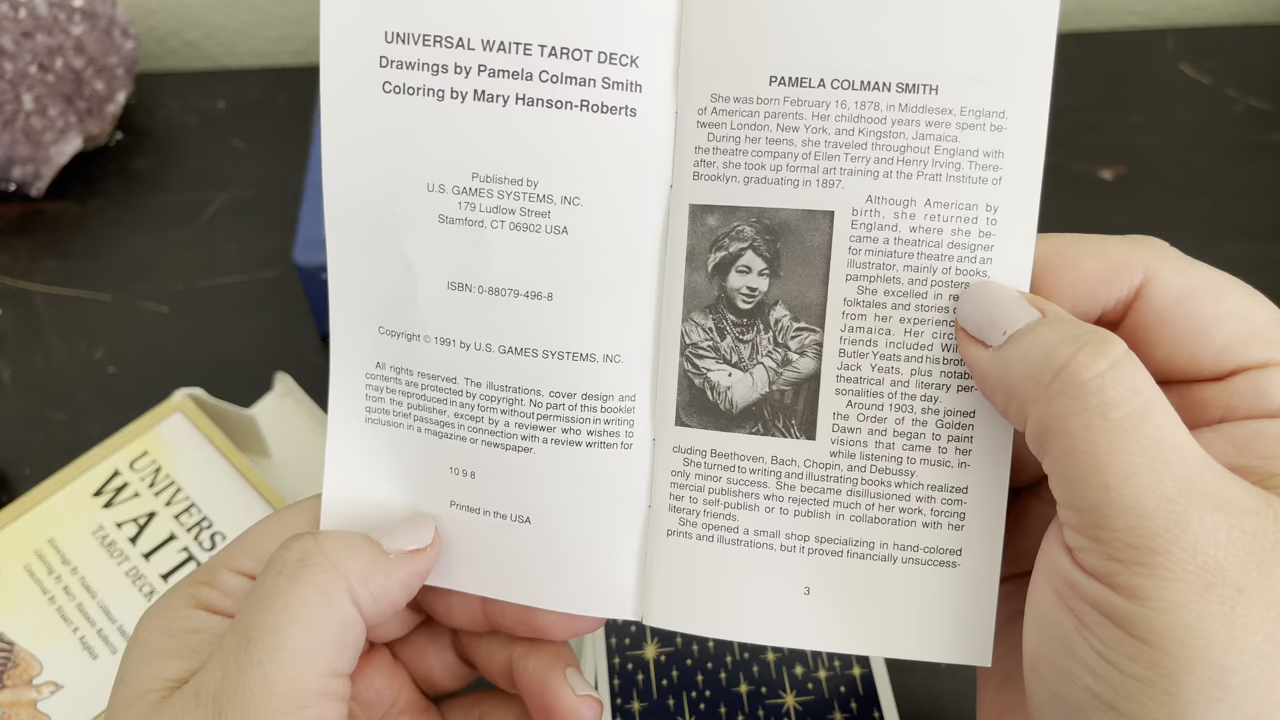 UNIVERSAL WAITE TAROT DECK
Drawings by Pamela Colman Smith
Coloring by Mary Hanson-Roberts
Published by
U.S. GAMES SYSTEMS, INC.
179 Ludlow Street
Stamford, CT 06902 USA
ISBN: 0-88079-496-8
Copyright © 1991 by U.S. GAMES SYSTEMS, INC.
All rights reserved. The illustrations, cover design and
contents are protected by copyright. No part of this booklet
may be reproduced in any form without permission in writing
from the publisher, except by a reviewer who wishes to
quote brief passages in connection with a review written for
inclusion in a magazine or newspaper.
10 9 8
Printed in the USA
PAMELA COLMAN SMITH
She was born February 16, 1878, in Middlesex, England,
of American parents. Her childhood years were spent be-
tween London, New York, and Kingston, Jamaica.
During her teens, she traveled throughout England with
the theatre company of Ellen Terry and Henry Irving. There-
after, she took up formal art training at the Pratt Institute of
Brooklyn, graduating in 1897.
Although American by
birth, she returned to
England, where she be-
came a theatrical designer
for miniature theatre and an
illustrator, mainly of books,
pamphlets, and posters.
She excelled in
folktales and stories
from her
Jamaica. Her
friends included
Butler Yeats and his
Jack Yeats, plus
theatrical and literary per-
sonalities of the day.
Around 1903, she joined
the Order of the Golden
Dawn and began to paint
visions that came to her
while listening to music, in-
cluding Beethoven, Bach, Chopin, and Debussy.
She turned to writing and illustrating books which realized
only minor success. She became disillusioned with com-
mercial publishers who rejected much of her work, forcing
her to self-publish or to publish in collaboration with her
literary friends.
She opened a small shop specializing in hand-colored
prints and illustrations, but it proved financially unsuccess-
3
UNIVERS
WAIT
TAROT DECK
Drawings by Pamela Colman Smith
Coloring by Mary Hanson-Roberts
Stuart R. Kaplan